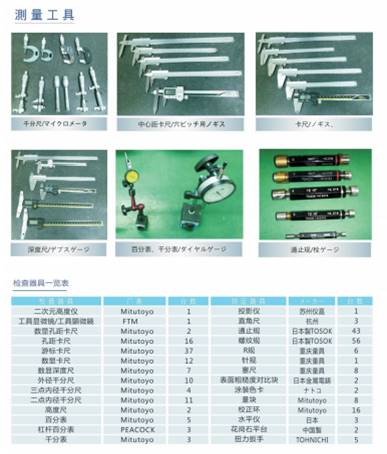 測量工具
千分尺/マイクロメータ
中心距卡尺/穴ピッチ用ノギス
卡尺/ノギス、
深度尺/デプスゲージ
百分表、千分表/ダイヤルゲージ
通止规/栓ゲージ
检查器具一览表
检查器具 厂家 台数 测定器具 メーカー 台数
二次元高度仪 Mitutoyo 1 投影仪 苏州仪嘉 1
工具显微镜/工具顕微鏡 FTM 1 直角尺 杭州 3
数显孔距卡尺 Mitutoyo 2 通止规 日本製TOSOK 43
孔距卡尺 Mitutoyo 16 螺纹规 日本製TOSOK 56
游标卡尺 Mitutoyo 37 R规 重庆量具 6
数显卡尺 Mitutoyo 12 针规 重庆量具 1
数显深度尺 Mitutoyo 7 塞尺 重庆量具 8
外径千分尺 Mitutoyo 10 表面粗糙度对比块 日本金属電鋳 2
三点内径千分尺 Mitutoyo 4 涂装色卡 ナトコ 2
二点内径千分尺 Mitutoyo 11 量块 Mitutoyo 8
高度尺 Mitutoyo 2 校正环 Mitutoyo 16
百分表 Mitutoyo 5 水平仪 日本 3
杠杆百分表 PEACOCK 3 花岗石平台 中国製 2
千分表 Mitutoyo 3 扭力扳手 TOHNICHI 5